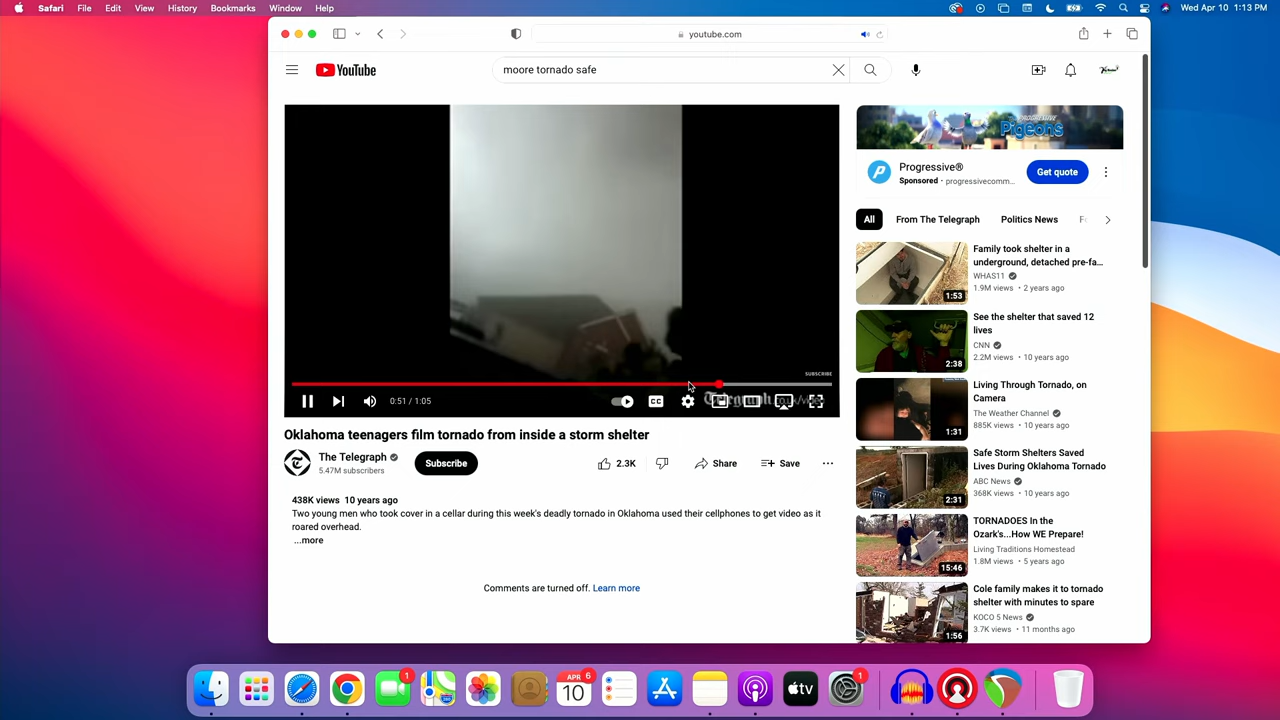 Safari File Edit View History Bookmarks Window Help
Wed Apr 10 1:13 PM
youtube.com
YouTube
moore tornado safe
SUBSCRIBE
0:51 / 1:05
CC
Oklahoma teenagers film tornado from inside a storm shelter
The Telegraph
5.47M subscribers
Subscribe
2.3K
Share
Save
438K views 10 years ago
Two young men who took cover in a cellar during this week's deadly tornado in Oklahoma used their cellphones to get video as it
roared overhead.
...more
Comments are turned off. Learn more
PROGRESSIVE
Pigeons
Progressive®
Sponsored · progressivecomm...
Get quote
All
From The Telegraph
Politics News
Family took shelter in a
underground, detached pre-fa...
WHAS11
1.9M views · 2 years ago
1:53
See the shelter that saved 12
lives
CNN
2.2M views · 10 years ago
2:38
Living Through Tornado, on
Camera
The Weather Channel
885K views · 10 years ago
1:31
Safe Storm Shelters Saved
Lives During Oklahoma Tornado
ABC News
368K views · 10 years ago
2:31
TORNADOES In the
Ozark's...How WE Prepare!
Living Traditions Homestead
1.8M views · 5 years ago
15:46
Cole family makes it to tornado
shelter with minutes to spare
KOCO 5 News
3.7K views · 11 months ago
1:56
1
APR
10
6
tv
1